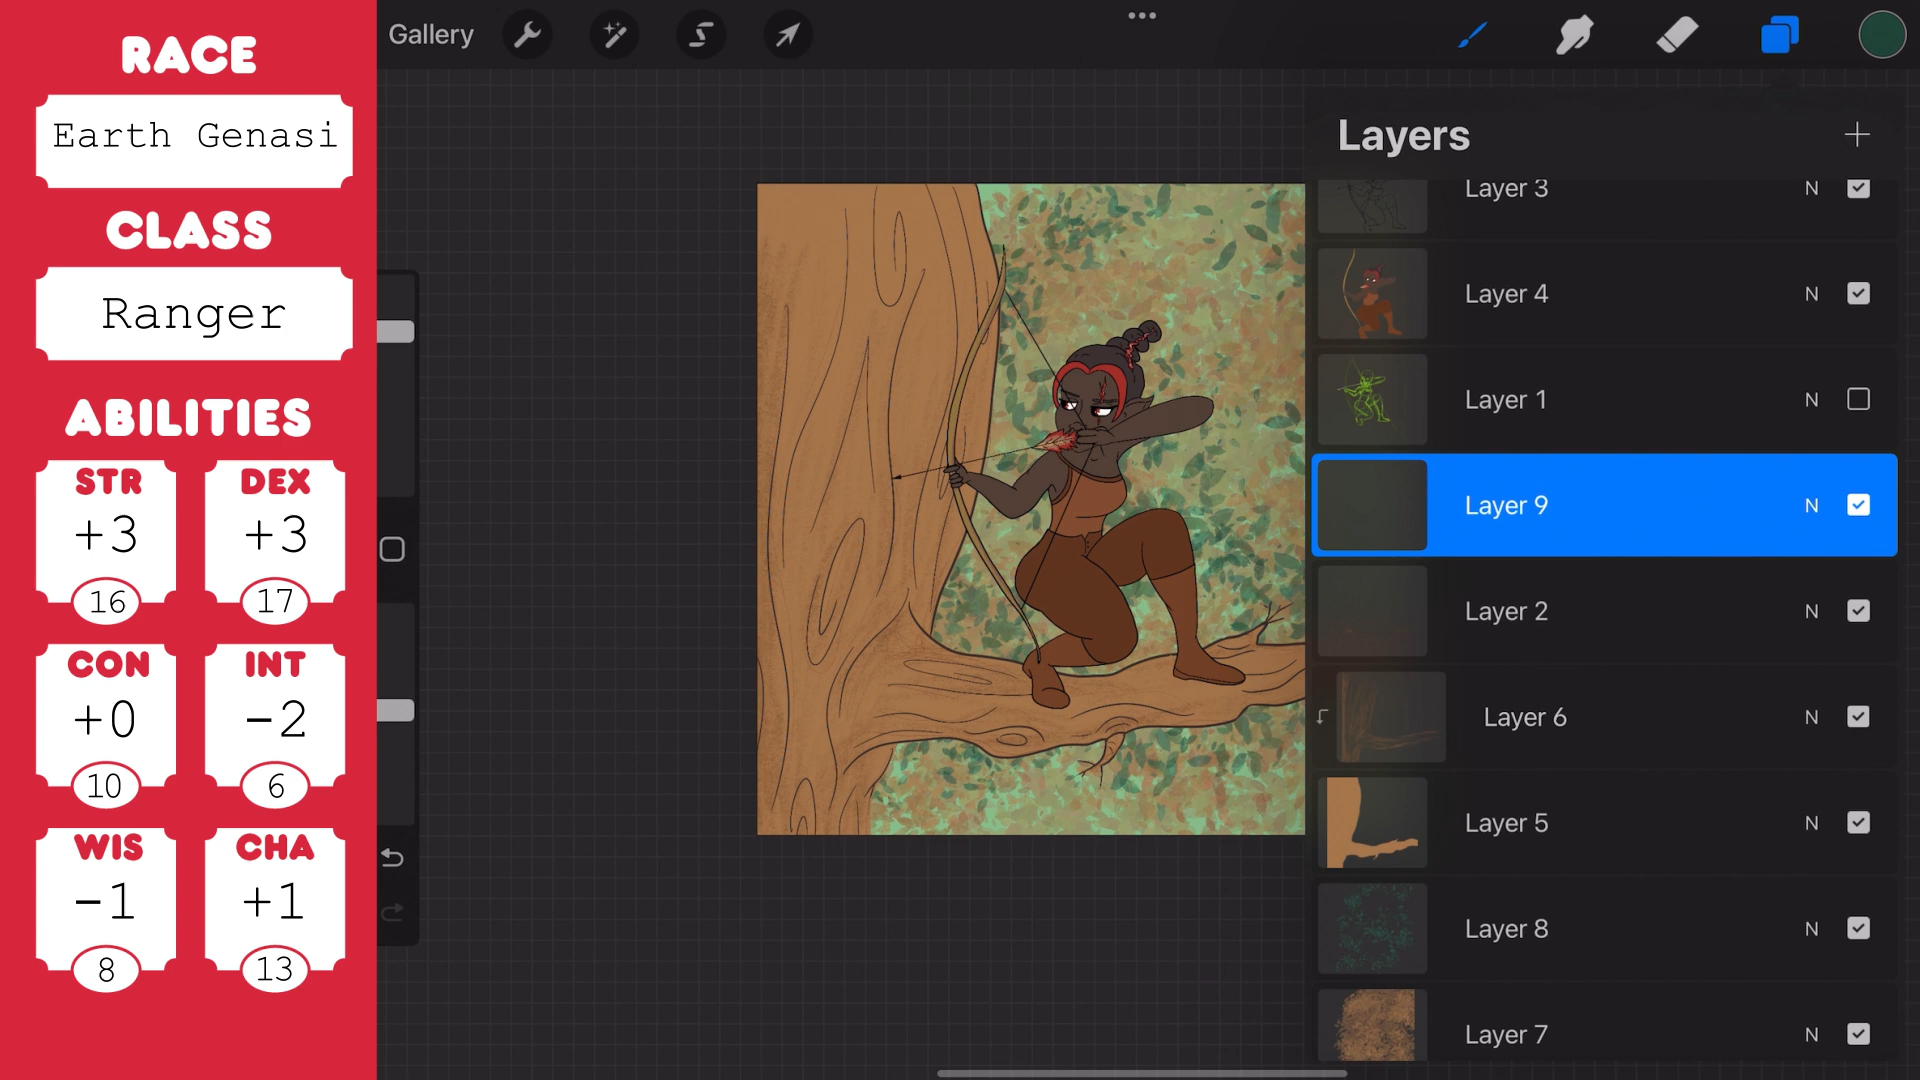 RACE
Earth Genasi
CLASS
Ranger
ABILITIES
STR
+3
16
DEX
+3
17
CON
+0
10
INT
-2
6
WIS
-1
8
CHA
+1
13
Gallery
Layers
Layer 3 N
Layer 4 N
Layer 1 N
Layer 9 N
Layer 2 N
Layer 6 N
Layer 5 N
Layer 8 N
Layer 7 N